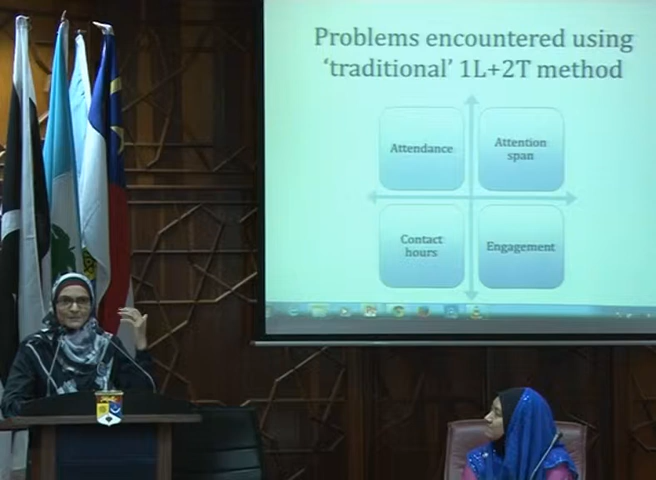 Problems encountered using
‘traditional’ 1L+2T method
Attendance
Attention
span
Contact
hours
Engagement